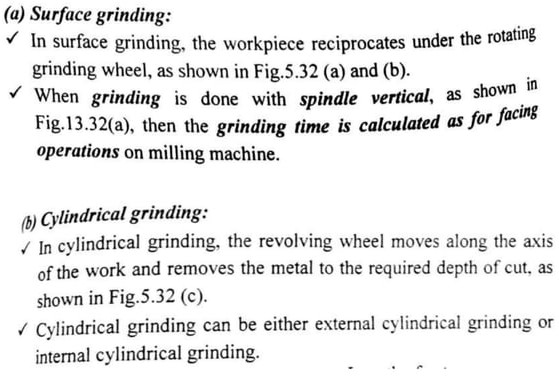 (a) Surface grinding:
✓ In surface grinding, the workpiece reciprocates under the rotating
grinding wheel, as shown in Fig.5.32 (a) and (b).
✓ When grinding is done with spindle vertical, as shown in
Fig.13.32(a), then the grinding time is calculated as for facing
operations on milling machine.
(b) Cylindrical grinding:
✓ In cylindrical grinding, the revolving wheel moves along the axis
of the work and removes the metal to the required depth of cut, as
shown in Fig.5.32 (c).
✓ Cylindrical grinding can be either external cylindrical grinding or
internal cylindrical grinding.